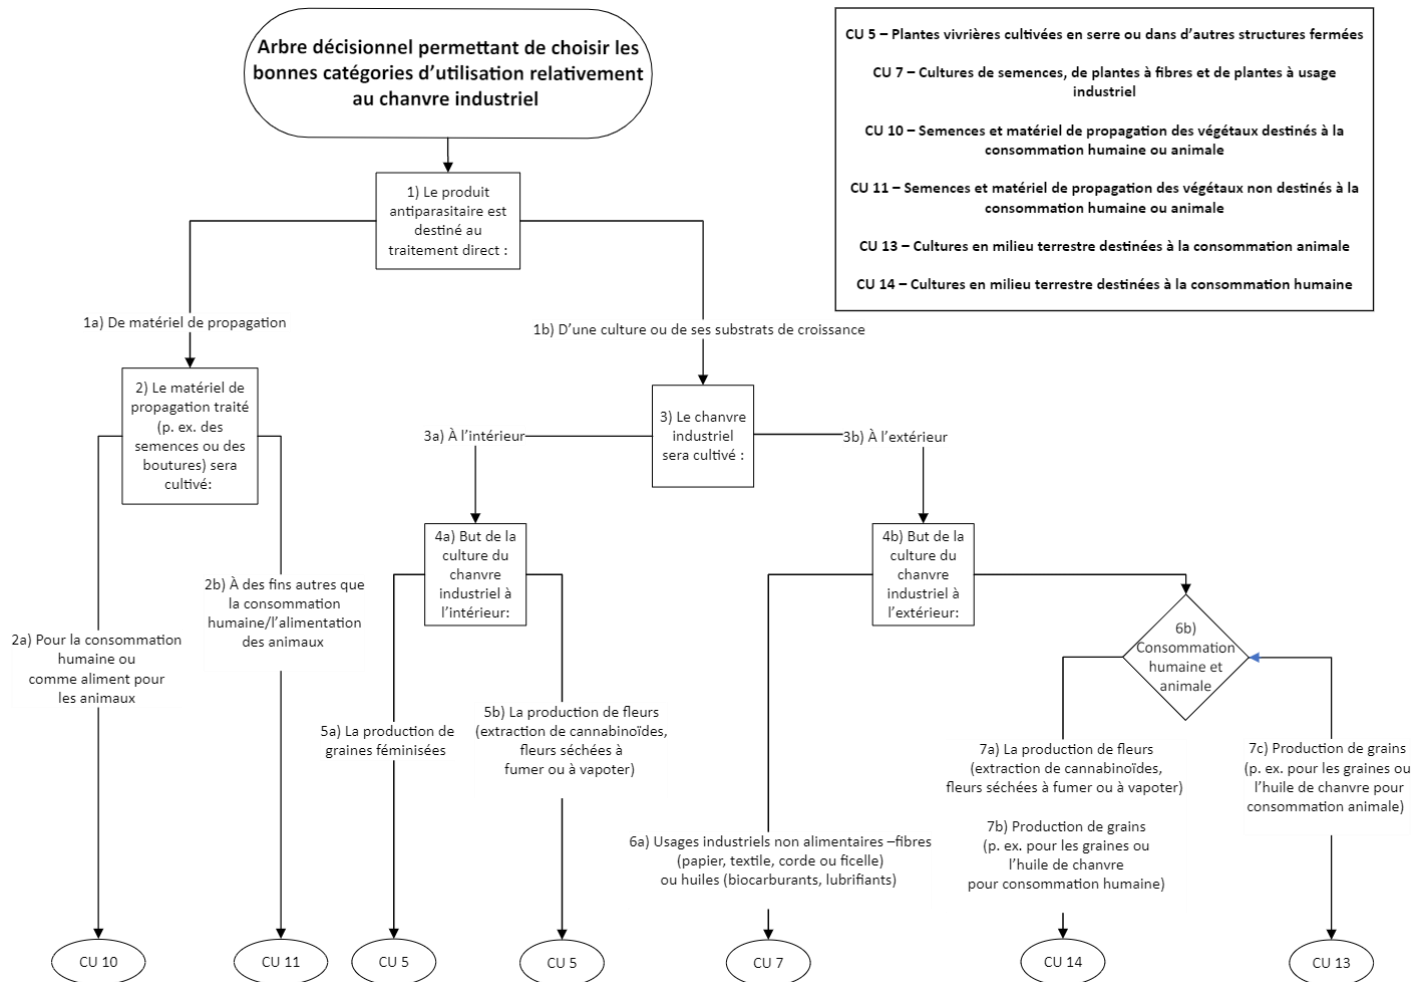 Arbre décisionnel permettant de choisir les
bonnes catégories d’utilisation relativement
au chanvre industriel
CU 5 – Plantes vivrières cultivées en serre ou dans d’autres structures fermées
CU 7 – Cultures de semences, de plantes à fibres et de plantes à usage
industriel
CU 10 – Semences et matériel de propagation des végétaux destinés à la
consommation humaine ou animale
CU 11 – Semences et matériel de propagation des végétaux non destinés à la
consommation humaine ou animale
CU 13 – Cultures en milieu terrestre destinées à la consommation animale
CU 14 – Cultures en milieu terrestre destinées à la consommation humaine
1) Le produit
antiparasitaire est
destiné au
traitement direct :
1a) De matériel de propagation
1b) D’une culture ou de ses substrats de croissance
2) Le matériel de
propagation traité
(p. ex. des
semences ou des
boutures) sera
cultivé:
3) Le chanvre
industriel
sera cultivé :
3a) À l’intérieur
3b) À l’extérieur
4a) But de la
culture du
chanvre
industriel à
l’intérieur:
4b) But de la
culture du
chanvre
industriel à
l’extérieur:
2b) À des fins autres que
la consommation
humaine/l’alimentation
des animaux
2a) Pour la consommation
humaine ou
comme aliment pour
les animaux
6b)
Consommation
humaine et
animale
5a) La production de
graines féminisées
5b) La production de fleurs
(extraction de cannabinoïdes,
fleurs séchées à
fumer ou à vapoter)
7a) La production de fleurs
(extraction de cannabinoïdes,
fleurs séchées à fumer ou à vapoter)
7b) Production de grains
(p. ex. pour les graines ou
l’huile de chanvre
pour consommation humaine)
7c) Production de grains
(p. ex. pour les graines ou
l’huile de chanvre pour
consommation animale)
6a) Usages industriels non alimentaires –fibres
(papier, textile, corde ou ficelle)
ou huiles (biocarburants, lubrifiants)
CU 10
CU 11
CU 5
CU 5
CU 7
CU 14
CU 13